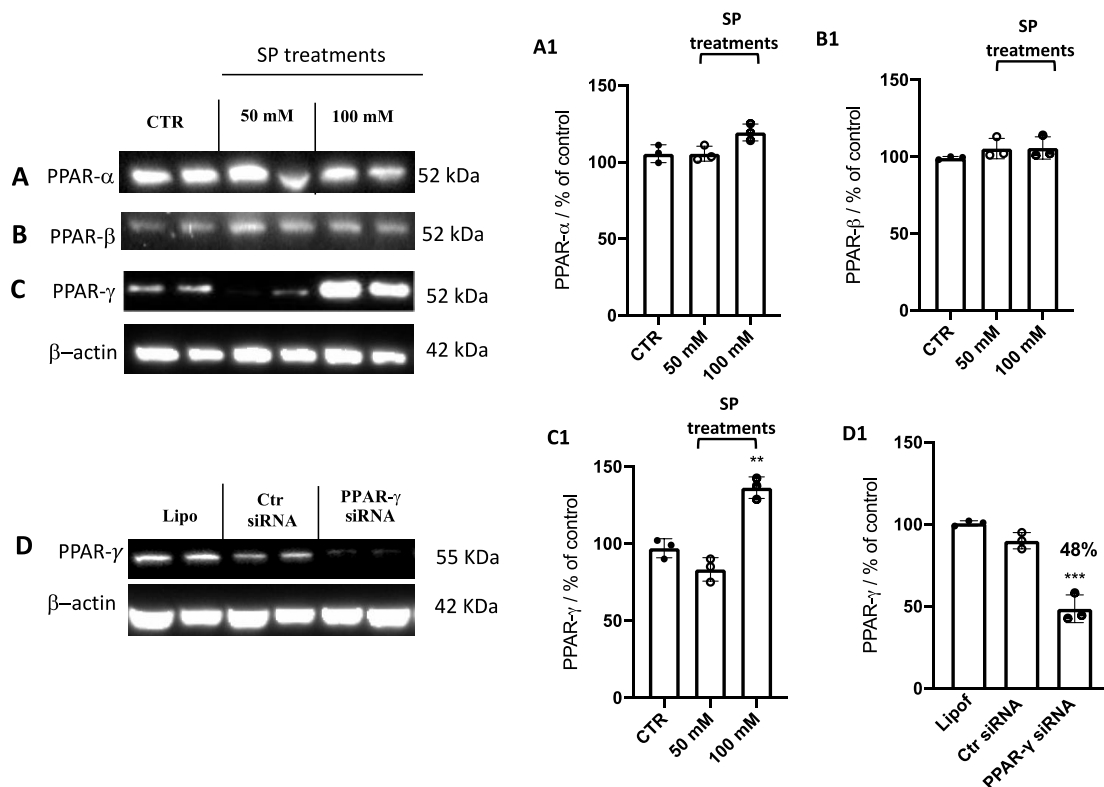 SP treatments
CTR
50 mM
100 mM
A
PPAR-α
52 kDa
B
PPAR-β
52 kDa
C
PPAR-γ
52 kDa
β–actin
42 kDa
A1
SP
treatments
PPAR-α / % of control
150
100
50
0
CTR
50 mM
100 mM
B1
SP
treatments
PPAR-β / % of control
150
100
50
0
CTR
50 mM
100 mM
D
Lipo
Ctr
siRNA
PPAR-γ
siRNA
PPAR-γ
55 KDa
β–actin
42 KDa
C1
SP
treatments
**
PPAR-γ / % of control
150
100
50
0
CTR
50 mM
100 mM
D1
48%
***
PPAR-γ / % of control
150
100
50
0
Lipof
Ctr siRNA
PPAR-γ siRNA